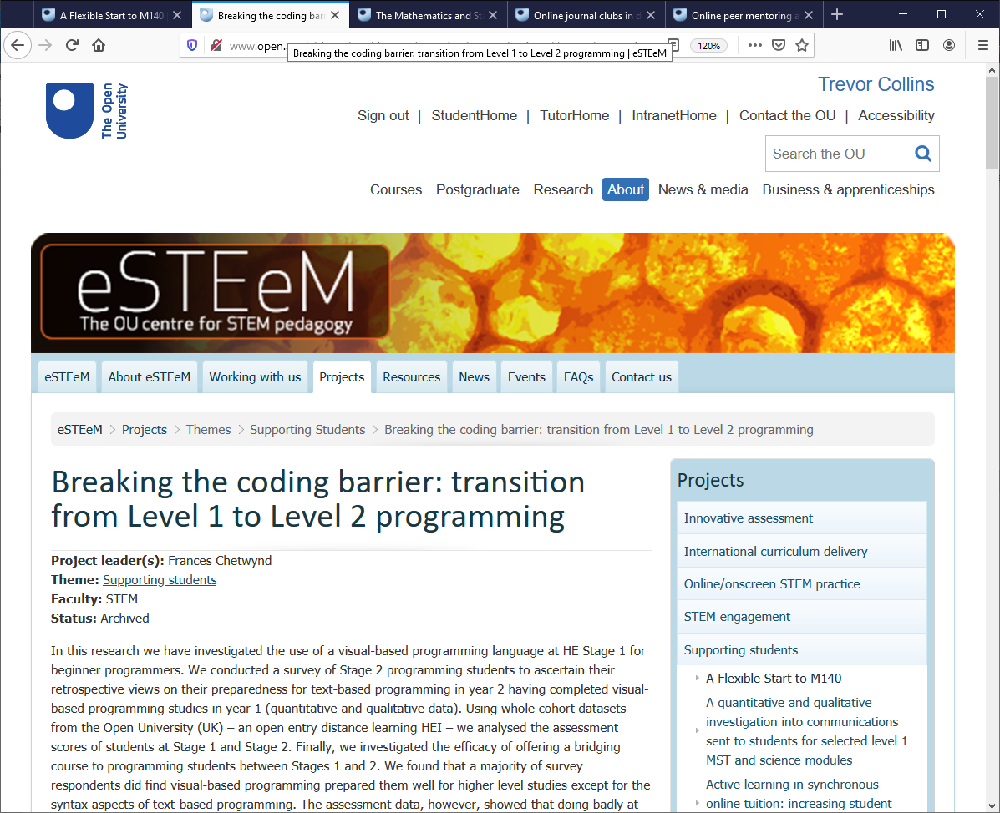 A Flexible Start to M140
Breaking the coding barr
The Mathematics and St
Online journal clubs in d
Online peer mentoring a
www.open.a
120%
Breaking the coding barrier: transition from Level 1 to Level 2 programming | eSTEeM
The Open
University
Trevor Collins
Sign out | StudentHome | TutorHome | IntranetHome | Contact the OU | Accessibility
Search the OU
Courses Postgraduate Research About News & media Business & apprenticeships
eSTEeM
The OU centre for STEM pedagogy
eSTEeM About eSTEeM Working with us Projects Resources News Events FAQs Contact us
eSTEeM > Projects > Themes > Supporting Students > Breaking the coding barrier: transition from Level 1 to Level 2 programming
Breaking the coding barrier: transition
from Level 1 to Level 2 programming
Project leader(s): Frances Chetwynd
Theme: Supporting students
Faculty: STEM
Status: Archived
In this research we have investigated the use of a visual-based programming language at HE Stage 1 for
beginner programmers. We conducted a survey of Stage 2 programming students to ascertain their
retrospective views on their preparedness for text-based programming in year 2 having completed visual-
based programming studies in year 1 (quantitative and qualitative data). Using whole cohort datasets
from the Open University (UK) – an open entry distance learning HEI – we analysed the assessment
scores of students at Stage 1 and Stage 2. Finally, we investigated the efficacy of offering a bridging
course to programming students between Stages 1 and 2. We found that a majority of survey
respondents did find visual-based programming prepared them well for higher level studies except for the
syntax aspects of text-based programming. The assessment data, however, showed that doing badly at
Projects
Innovative assessment
International curriculum delivery
Online/onscreen STEM practice
STEM engagement
Supporting students
A Flexible Start to M140
A quantitative and qualitative
investigation into communications
sent to students for selected level 1
MST and science modules
Active learning in synchronous
online tuition: increasing student